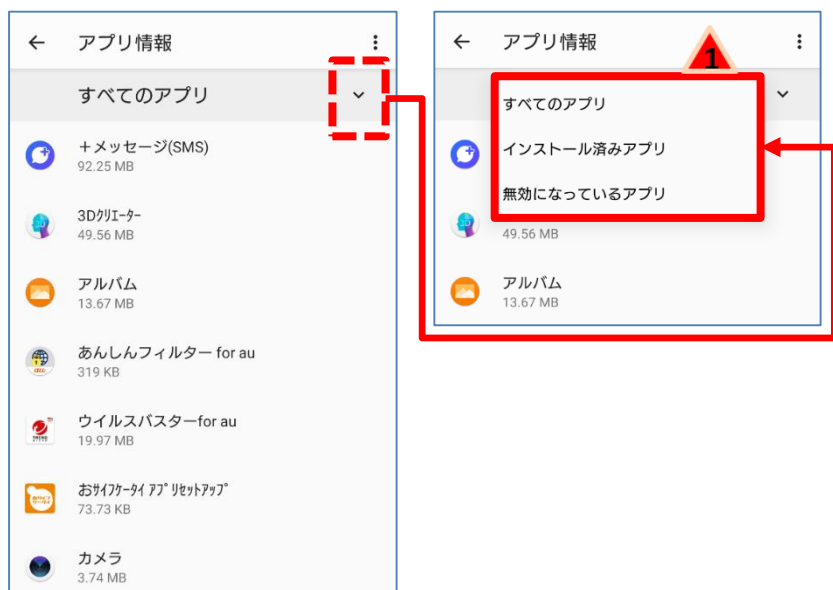 アプリ情報
すべてのアプリ
+メッセージ(SMS)
92.25 MB
3Dｸﾘｴｰﾀｰ
49.56 MB
アルバム
13.67 MB
あんしんフィルター for au
319 KB
ウイルスバスターfor au
19.97 MB
おｻｲﾌｹｰﾀｲ ｱﾌﾟﾘｾｯﾄｱｯﾌﾟ
73.73 KB
カメラ
3.74 MB
アプリ情報
1
すべてのアプリ
インストール済みアプリ
無効になっているアプリ
49.56 MB
アルバム
13.67 MB